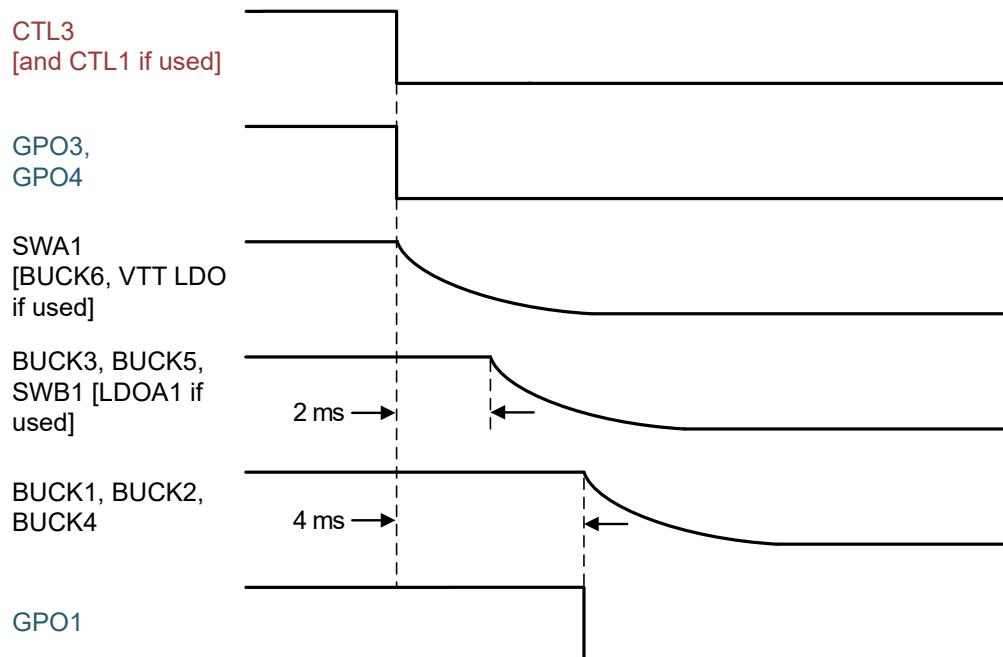 CTL3
[and CTL1 if used]
GPO3,
GPO4
SWA1
[BUCK6, VTT LDO
if used]
BUCK3, BUCK5,
SWB1 [LDOA1 if
used]
2 ms
BUCK1, BUCK2,
BUCK4
4 ms
GPO1